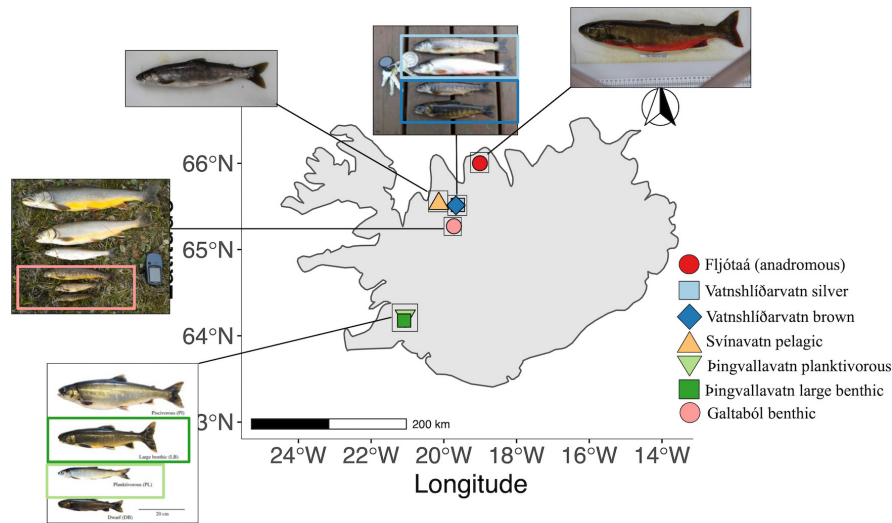 66°N
65°N
64°N
3°N
24°W
22°W
20°W
18°W
16°W
14°W
Longitude
200 km
Fljótaá (anadromous)
Vatnshlíðarvatn silver
Vatnshlíðarvatn brown
Svínavatn pelagic
Þingvallavatn planktivorous
Þingvallavatn large benthic
Galtaból benthic
Piscivorous (PI)
Large benthic (LB)
Planktivorous (PL)
Dwarf (DB)
20 cm